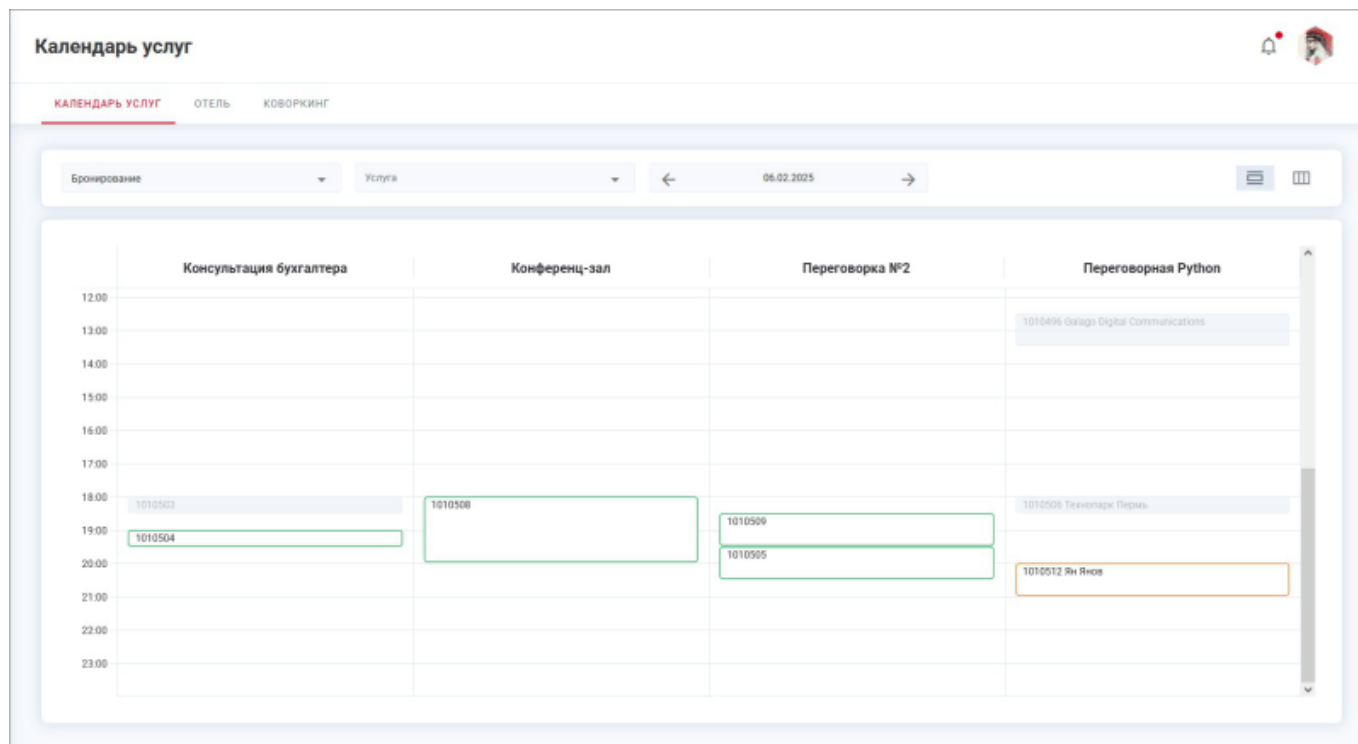 Календарь услуг
КАЛЕНДАРЬ УСЛУГ ОТЕЛЬ КОВОРКИНГ
Бронирование Услуга 06.02.2025
Консультация бухгалтера Конференц-зал Переговорка №2 Переговорная Python
12:00
1010496 Galago Digital Communications
13:00
14:00
15:00
16:00
17:00
18:00 1010503 1010508 1010506 Технопарк Пермь
1010509
19:00 1010504
1010505
20:00
1010512 Ян Янов
21:00
22:00
23:00